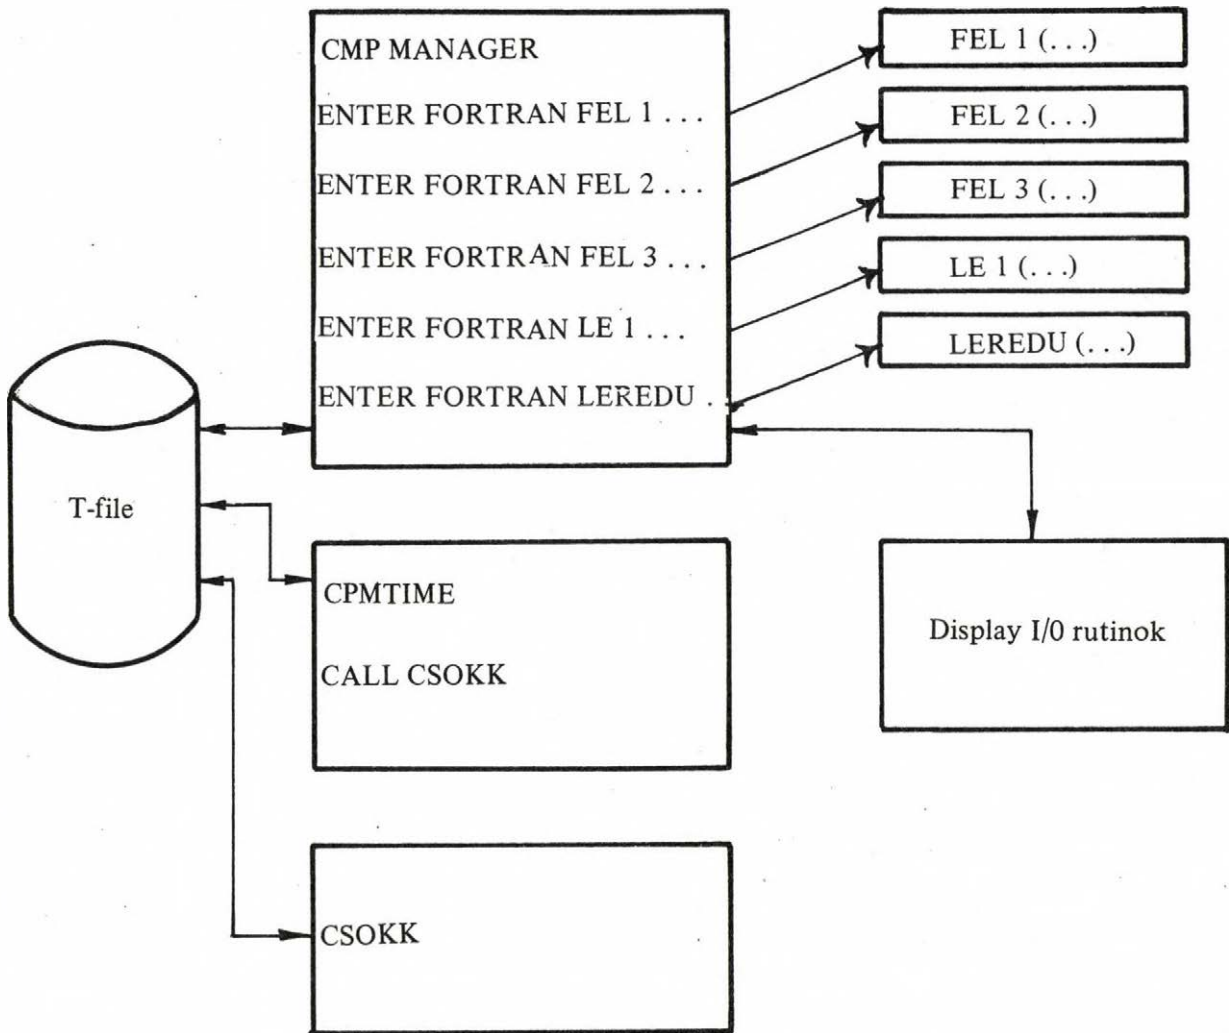 CMP MANAGER
ENTER FORTRAN FEL 1 . . .
ENTER FORTRAN FEL 2 . . .
ENTER FORTRAN FEL 3 . . .
ENTER FORTRAN LE 1 . . .
ENTER FORTRAN LEREDU . .
FEL 1 (. . .)
FEL 2 (. . .)
FEL 3 (. . .)
LE 1 (. . .)
LEREDU (. . .)
T-file
CPMTIME
CALL CSOKK
Display I/0 rutinok
CSOKK